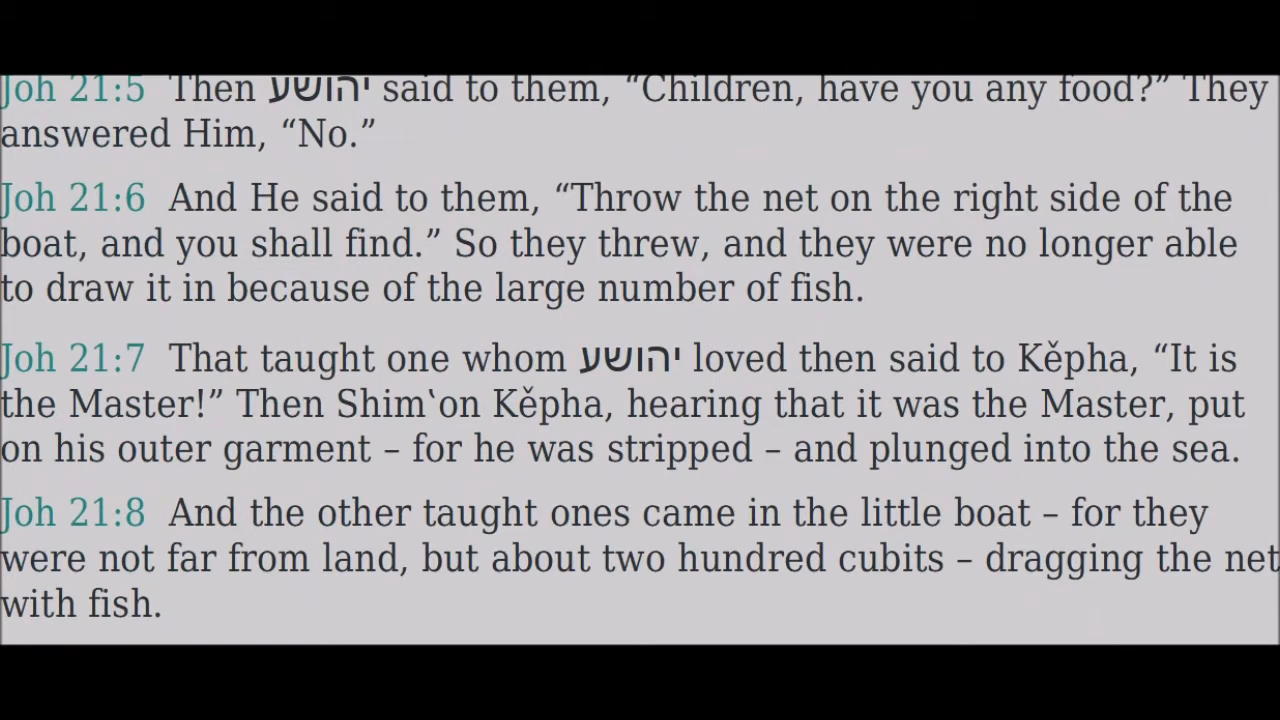 Joh 21:5 Then יהושע said to them, “Children, have you any food?” They
answered Him, “No.”
Joh 21:6 And He said to them, “Throw the net on the right side of the
boat, and you shall find.” So they threw, and they were no longer able
to draw it in because of the large number of fish.
Joh 21:7 That taught one whom יהושע loved then said to Kěpha, “It is
the Master!” Then Shimʽon Kěpha, hearing that it was the Master, put
on his outer garment – for he was stripped – and plunged into the sea.
Joh 21:8 And the other taught ones came in the little boat – for they
were not far from land, but about two hundred cubits – dragging the net
with fish.